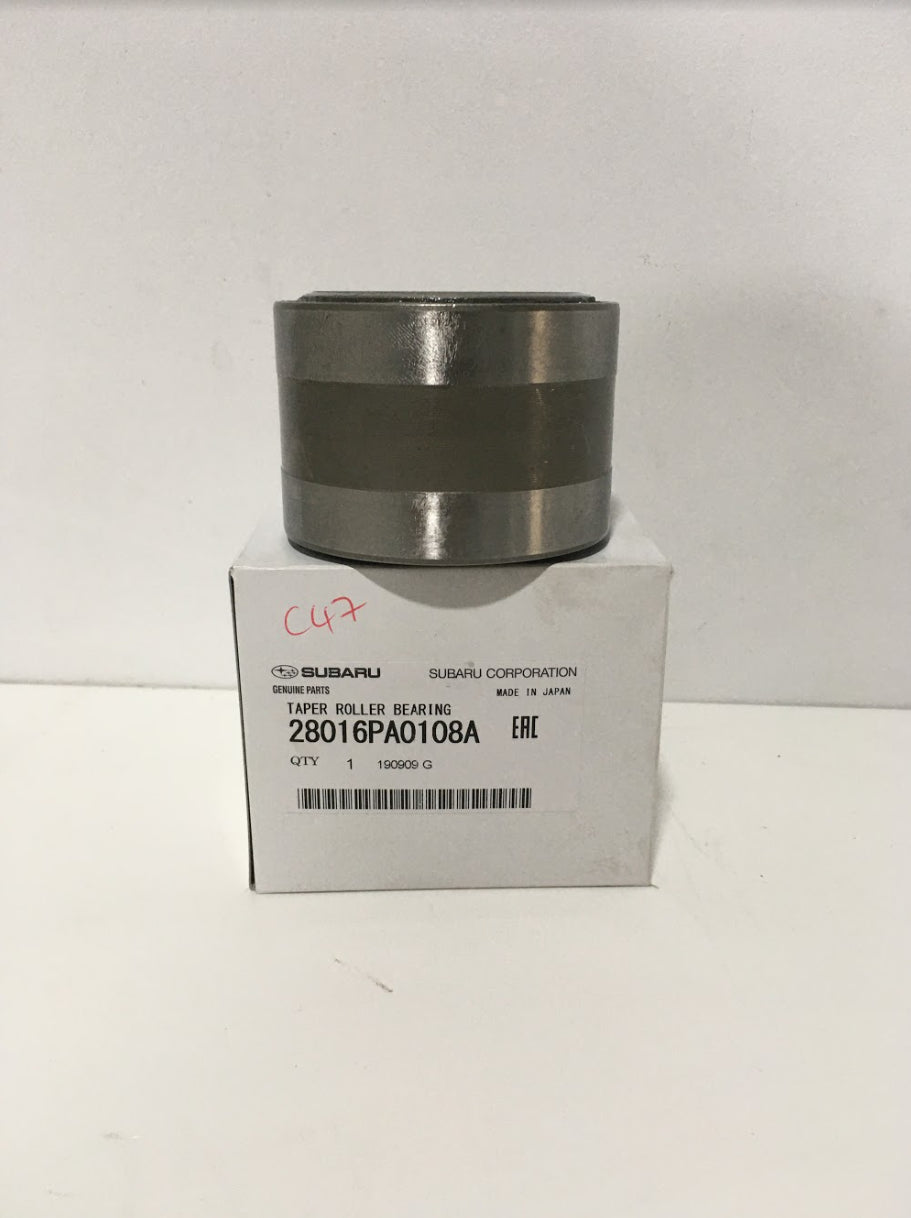 C47
SUBARU SUBARU CORPORATION
GENUINE PARTS MADE IN JAPAN
TAPER ROLLER BEARING
28016PA0108A EAC
QTY 1 190909 G